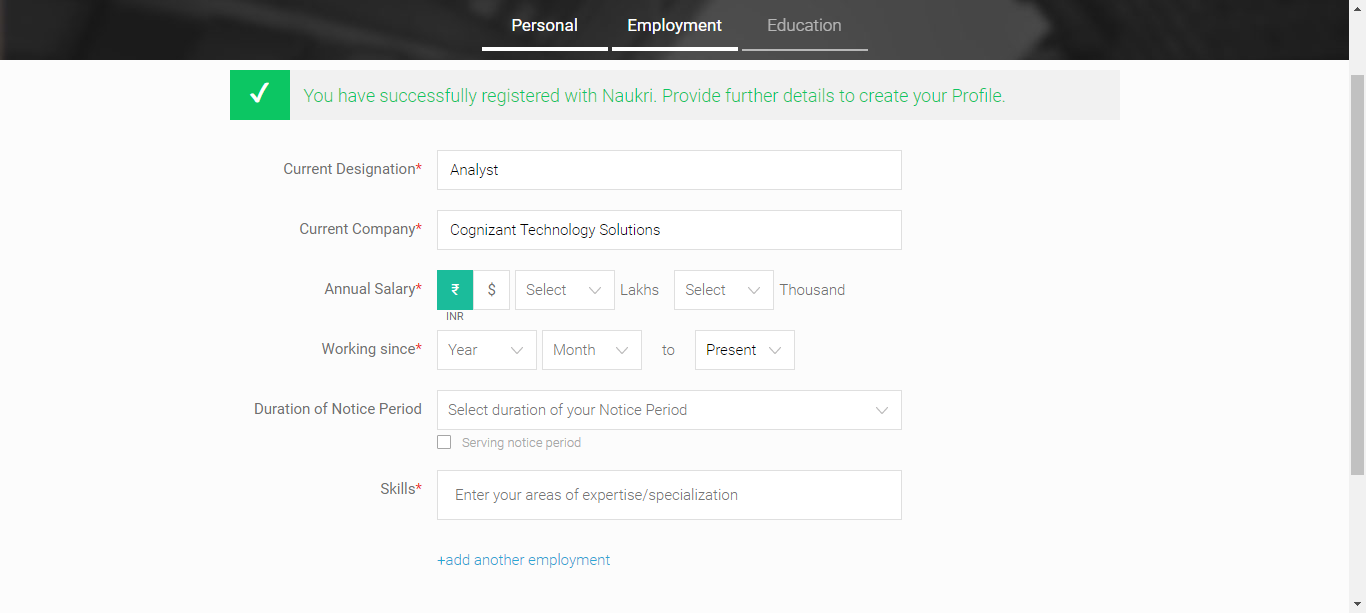 Personal Employment Education
You have successfully registered with Naukri. Provide further details to create your Profile.
Current Designation* Analyst
Current Company* Cognizant Technology Solutions
Annual Salary* ₹ $ Select Lakhs Select Thousand
INR
Working since* Year Month to Present
Duration of Notice Period Select duration of your Notice Period
Serving notice period
Skills* Enter your areas of expertise/specialization
+add another employment